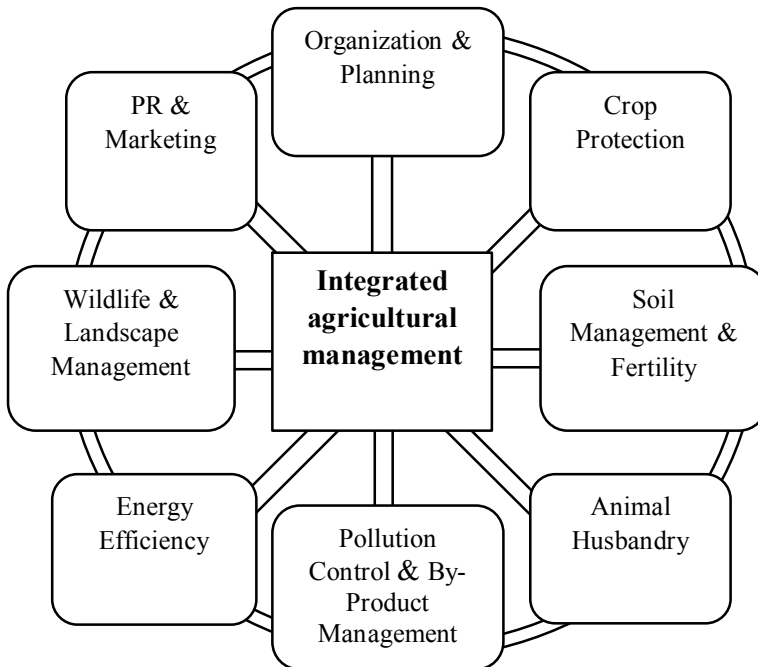 Organization &
Planning
PR &
Marketing
Crop
Protection
Wildlife &
Landscape
Management
Integrated
agricultural
management
Soil
Management &
Fertility
Energy
Efficiency
Pollution
Control & By-
Product
Management
Animal
Husbandry